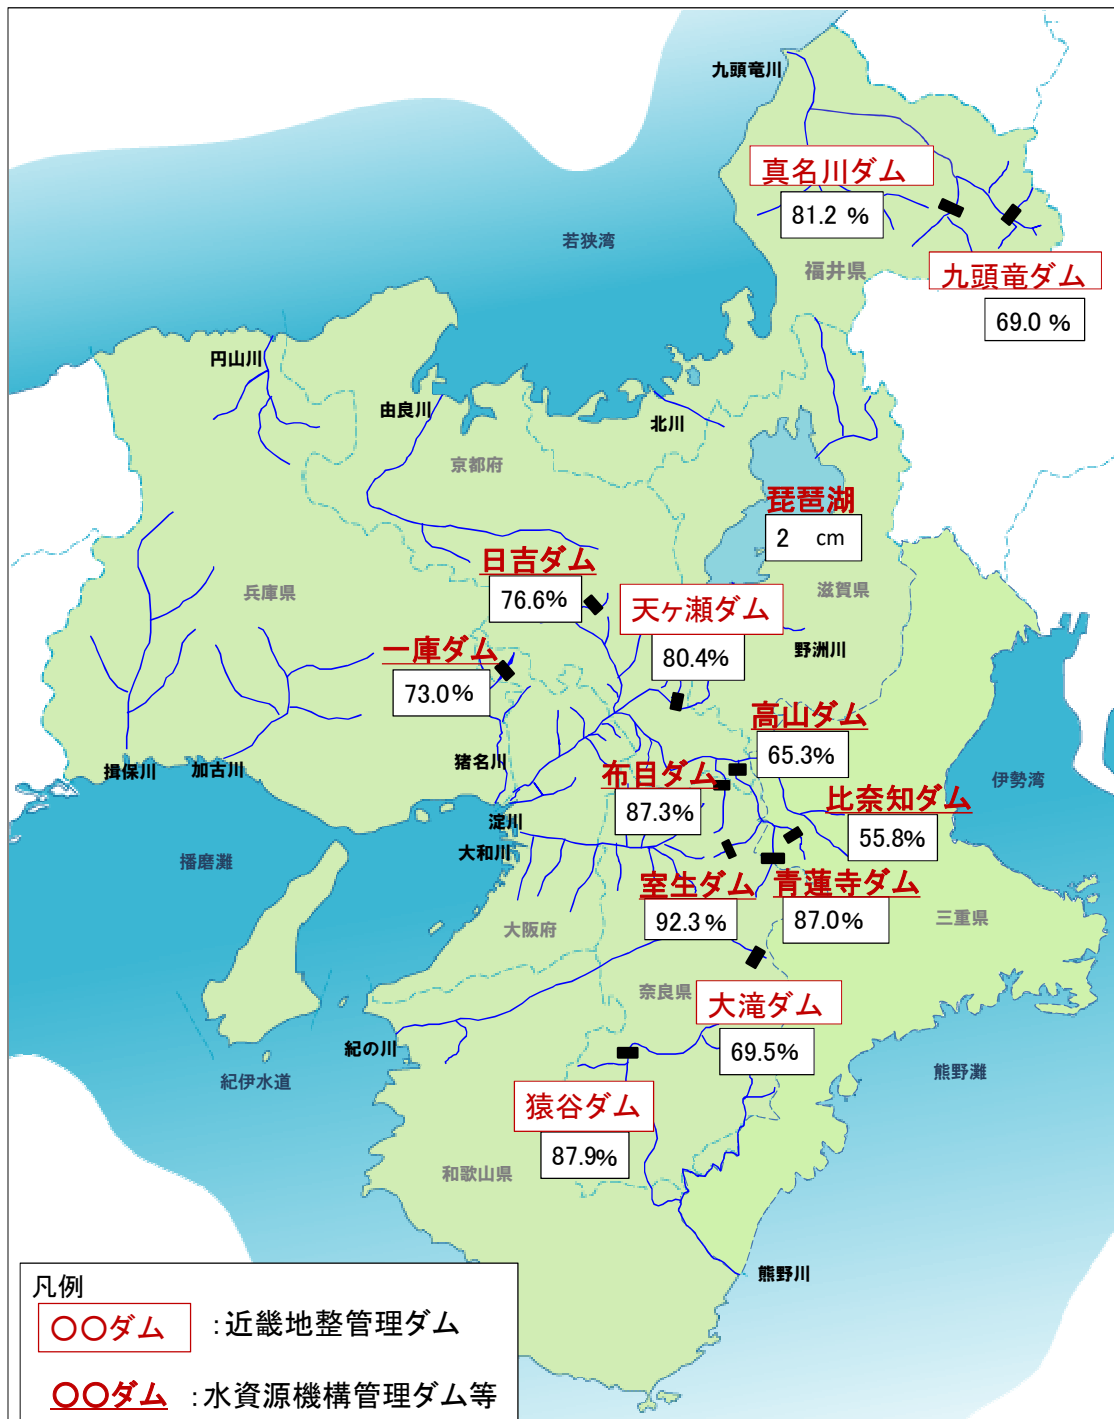 九頭竜川
真名川ダム
81.2 %
若狭湾
福井県
九頭竜ダム
69.0 %
円山川
由良川
北川
京都府
琵琶湖
2 cm
日吉ダム
76.6%
兵庫県
天ヶ瀬ダム
80.4%
滋賀県
野洲川
一庫ダム
73.0%
高山ダム
65.3%
揖保川
加古川
猪名川
布目ダム
87.3%
伊勢湾
比奈知ダム
55.8%
淀川
大和川
播磨灘
室生ダム
92.3%
青蓮寺ダム
87.0%
大阪府
三重県
奈良県
大滝ダム
69.5%
紀の川
紀伊水道
熊野灘
猿谷ダム
87.9%
和歌山県
熊野川
凡例
〇〇ダム :近畿地整管理ダム
〇〇ダム :水資源機構管理ダム等